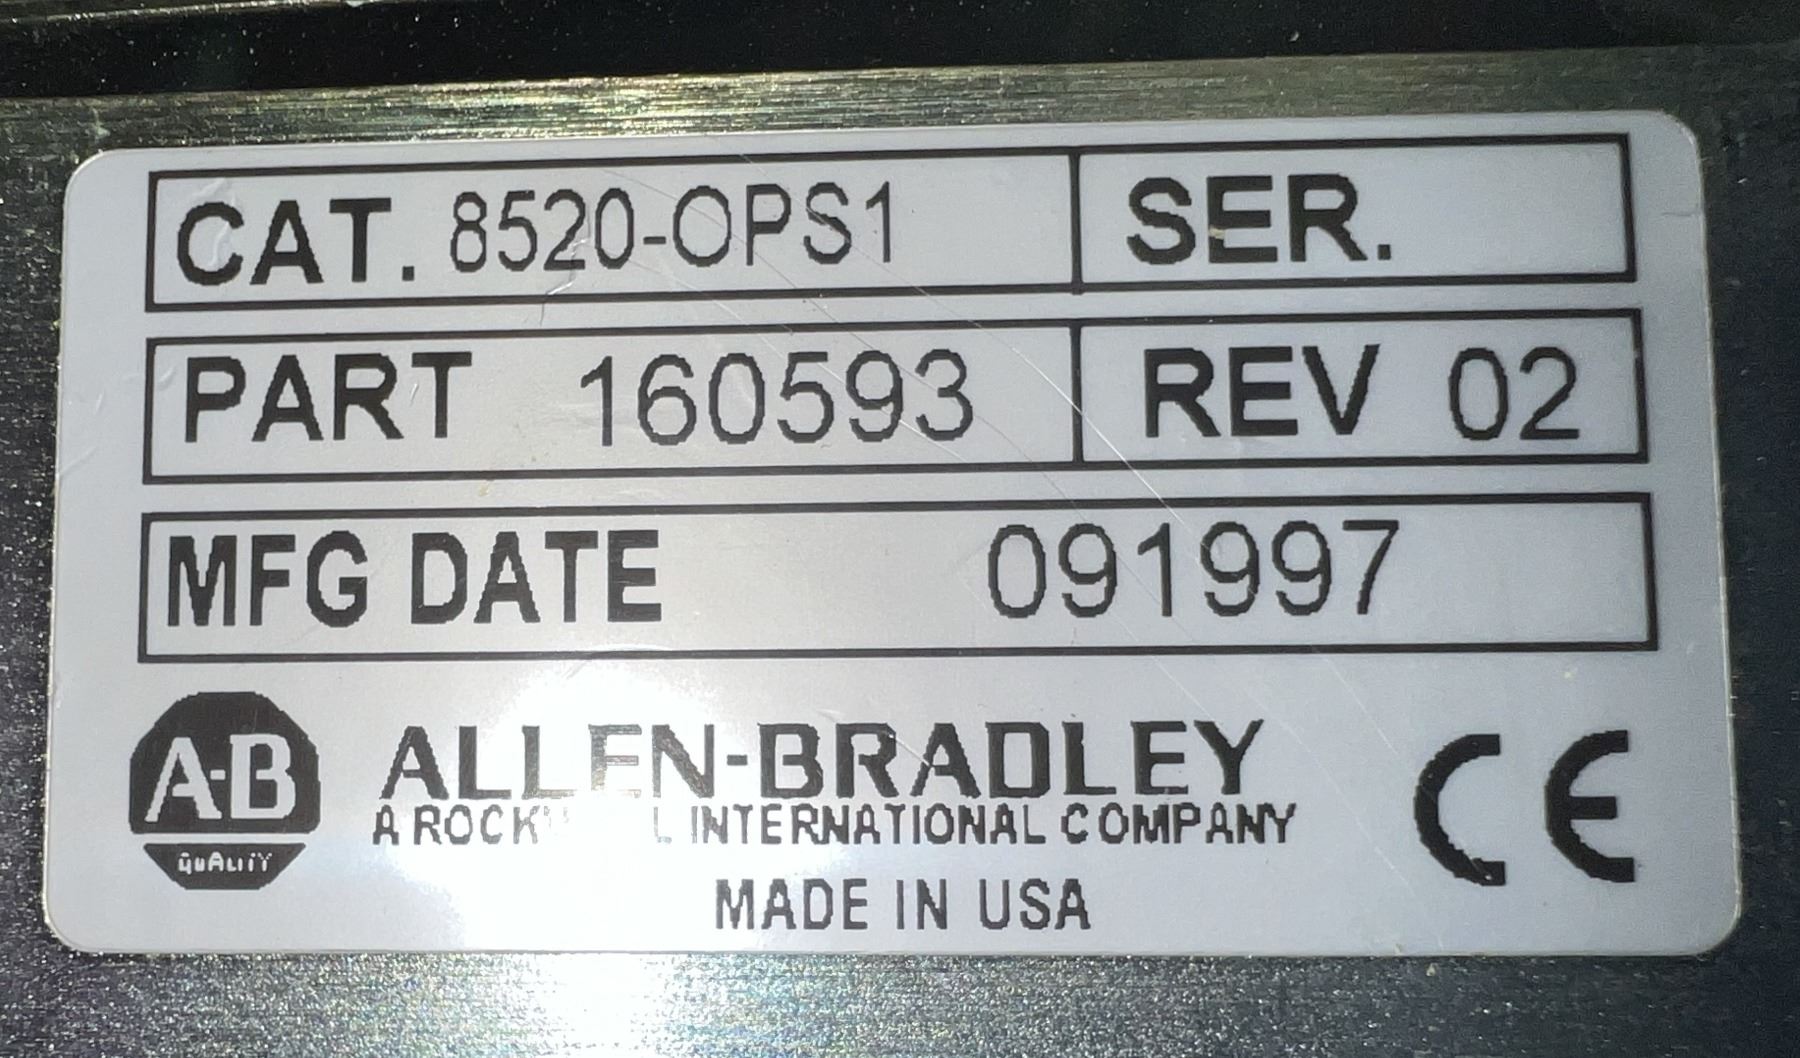 CAT. 8520-OPS1 SER.
PART 160593 REV 02
MFG DATE 091997
A-B
QUALITY
ALLEN-BRADLEY
A INTERNATIONAL COMPANY
CE
MADE IN USA